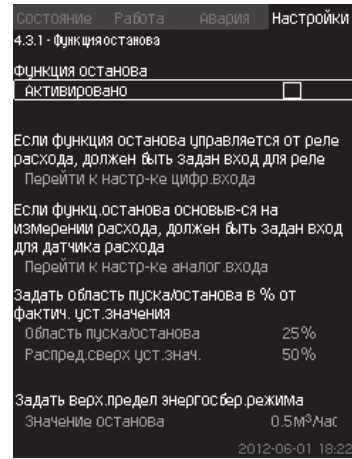 Состояние Работа Авария Настройки
4.3.1 - Функция останова
Функция останова
Активировано
Если функция останова управляется от реле
расхода, должен быть задан вход для реле
Перейти к настр-ке цифр.входа
Если функц.останова основыв-ся на
измерении расхода, должен быть задан вход
для датчика расхода
Перейти к настр-ке аналог.входа
Задать область пуска/останова в % от
фактич. уст.значения
Область пуска/останова 25%
Распред.сверх уст.знач. 50%
Задать верх.предел энергосбер.режима
Значение останова 0.5м³/час
2012-06-01 18:22